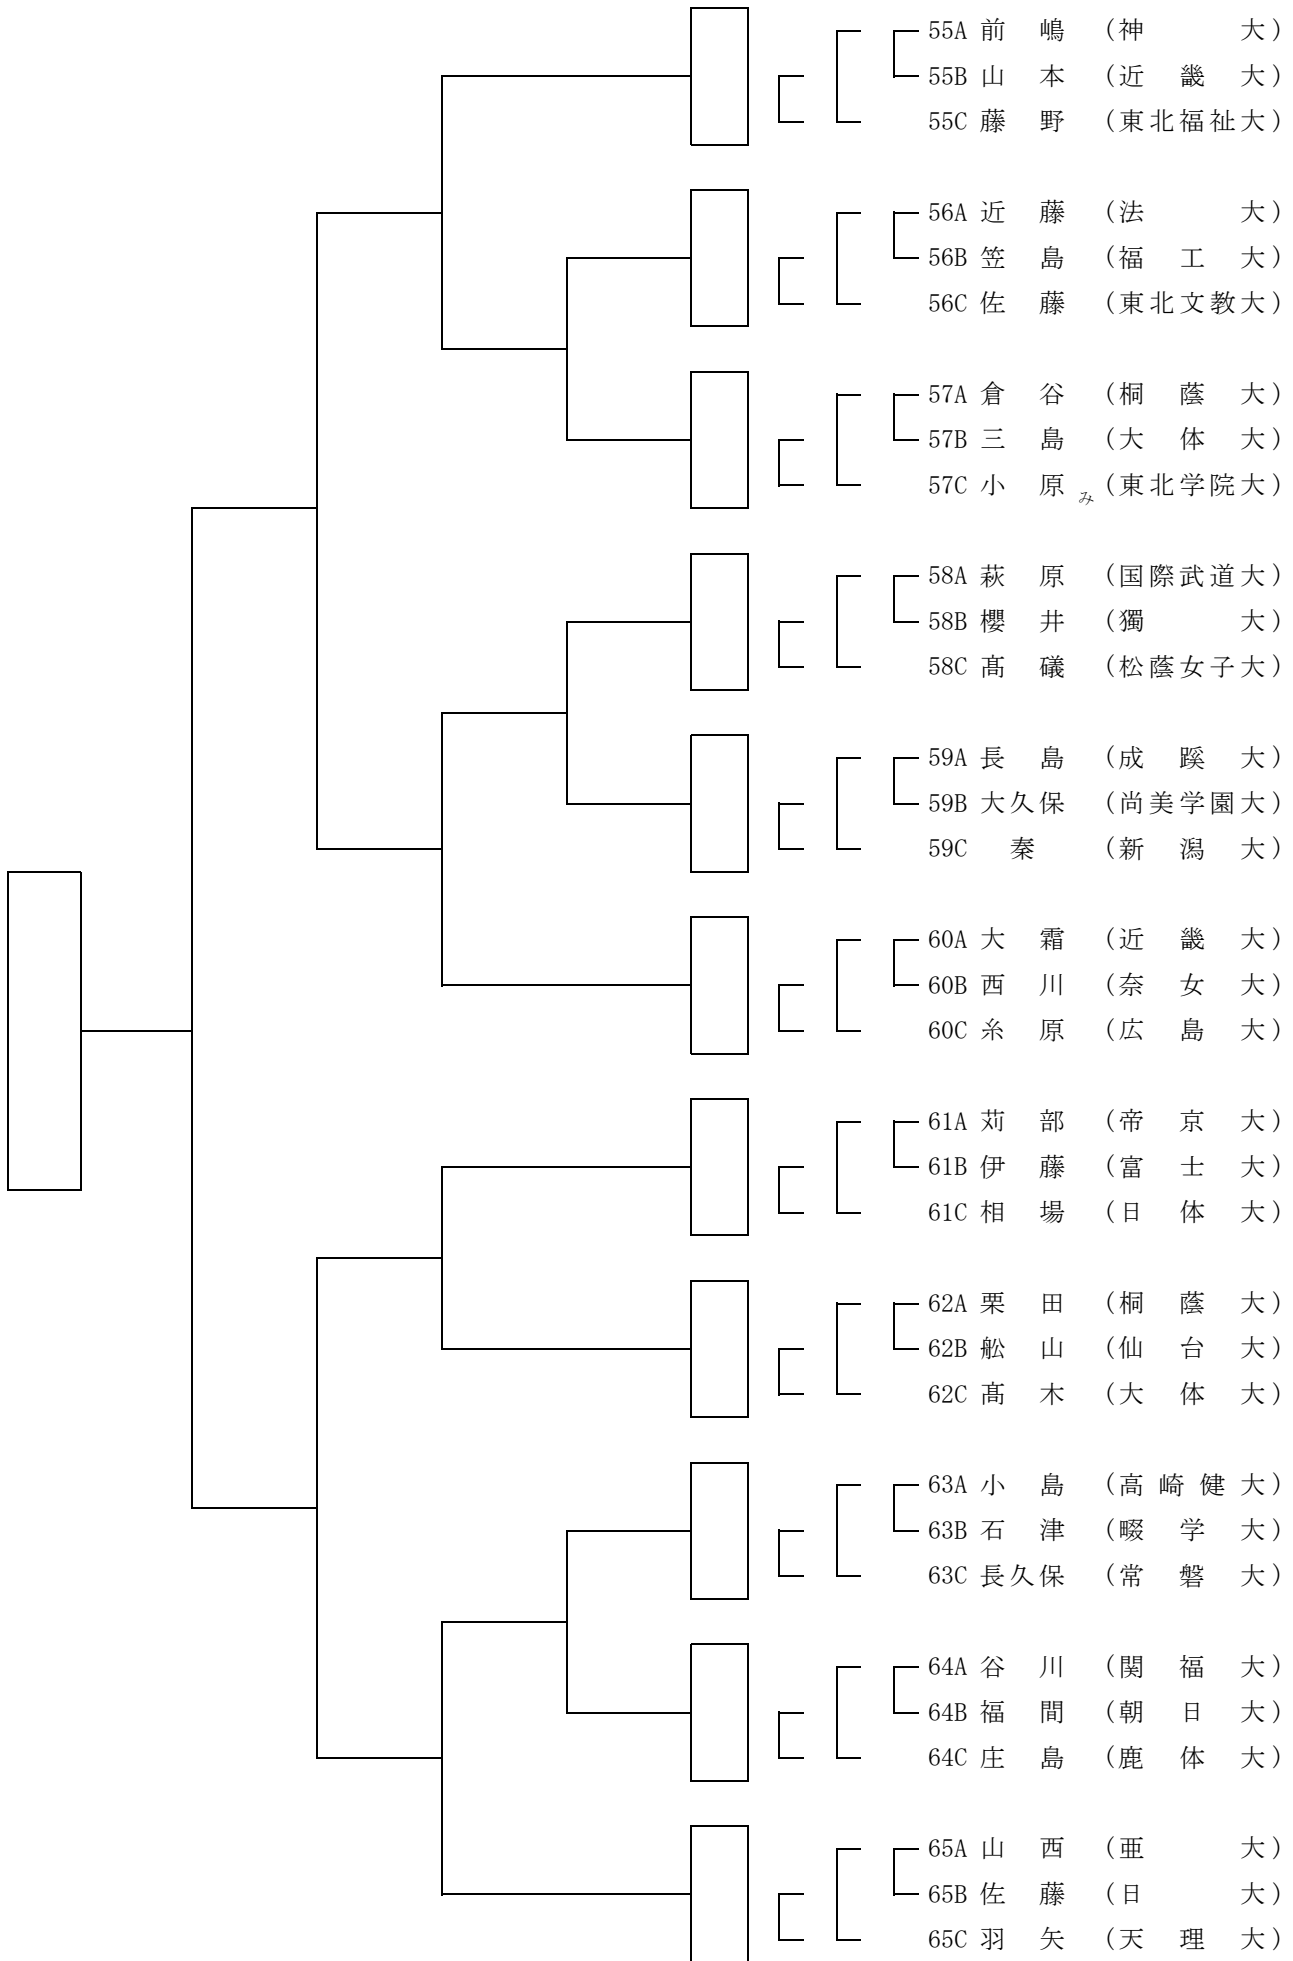 55A 前嶋 (神大)
55B 山本 (近畿大)
55C 藤野 (東北福祉大)
56A 近藤 (法大)
56B 笠島 (福工大)
56C 佐藤 (東北文教大)
57A 倉谷 (桐蔭大)
57B 三島 (大体大)
57C 小原み (東北学院大)
58A 萩原 (国際武道大)
58B 櫻井 (獨大)
58C 髙礒 (松蔭女子大)
59A 長島 (成蹊大)
59B 大久保 (尚美学園大)
59C 秦 (新潟大)
60A 大霜 (近畿大)
60B 西川 (奈女大)
60C 糸原 (広島大)
61A 苅部 (帝京大)
61B 伊藤 (富士大)
61C 相場 (日体大)
62A 栗田 (桐蔭大)
62B 舩山 (仙台大)
62C 髙木 (大体大)
63A 小島 (高崎健大)
63B 石津 (畷学大)
63C 長久保 (常磐大)
64A 谷川 (関福大)
64B 福間 (朝日大)
64C 庄島 (鹿体大)
65A 山西 (亜大)
65B 佐藤 (日大)
65C 羽矢 (天理大)